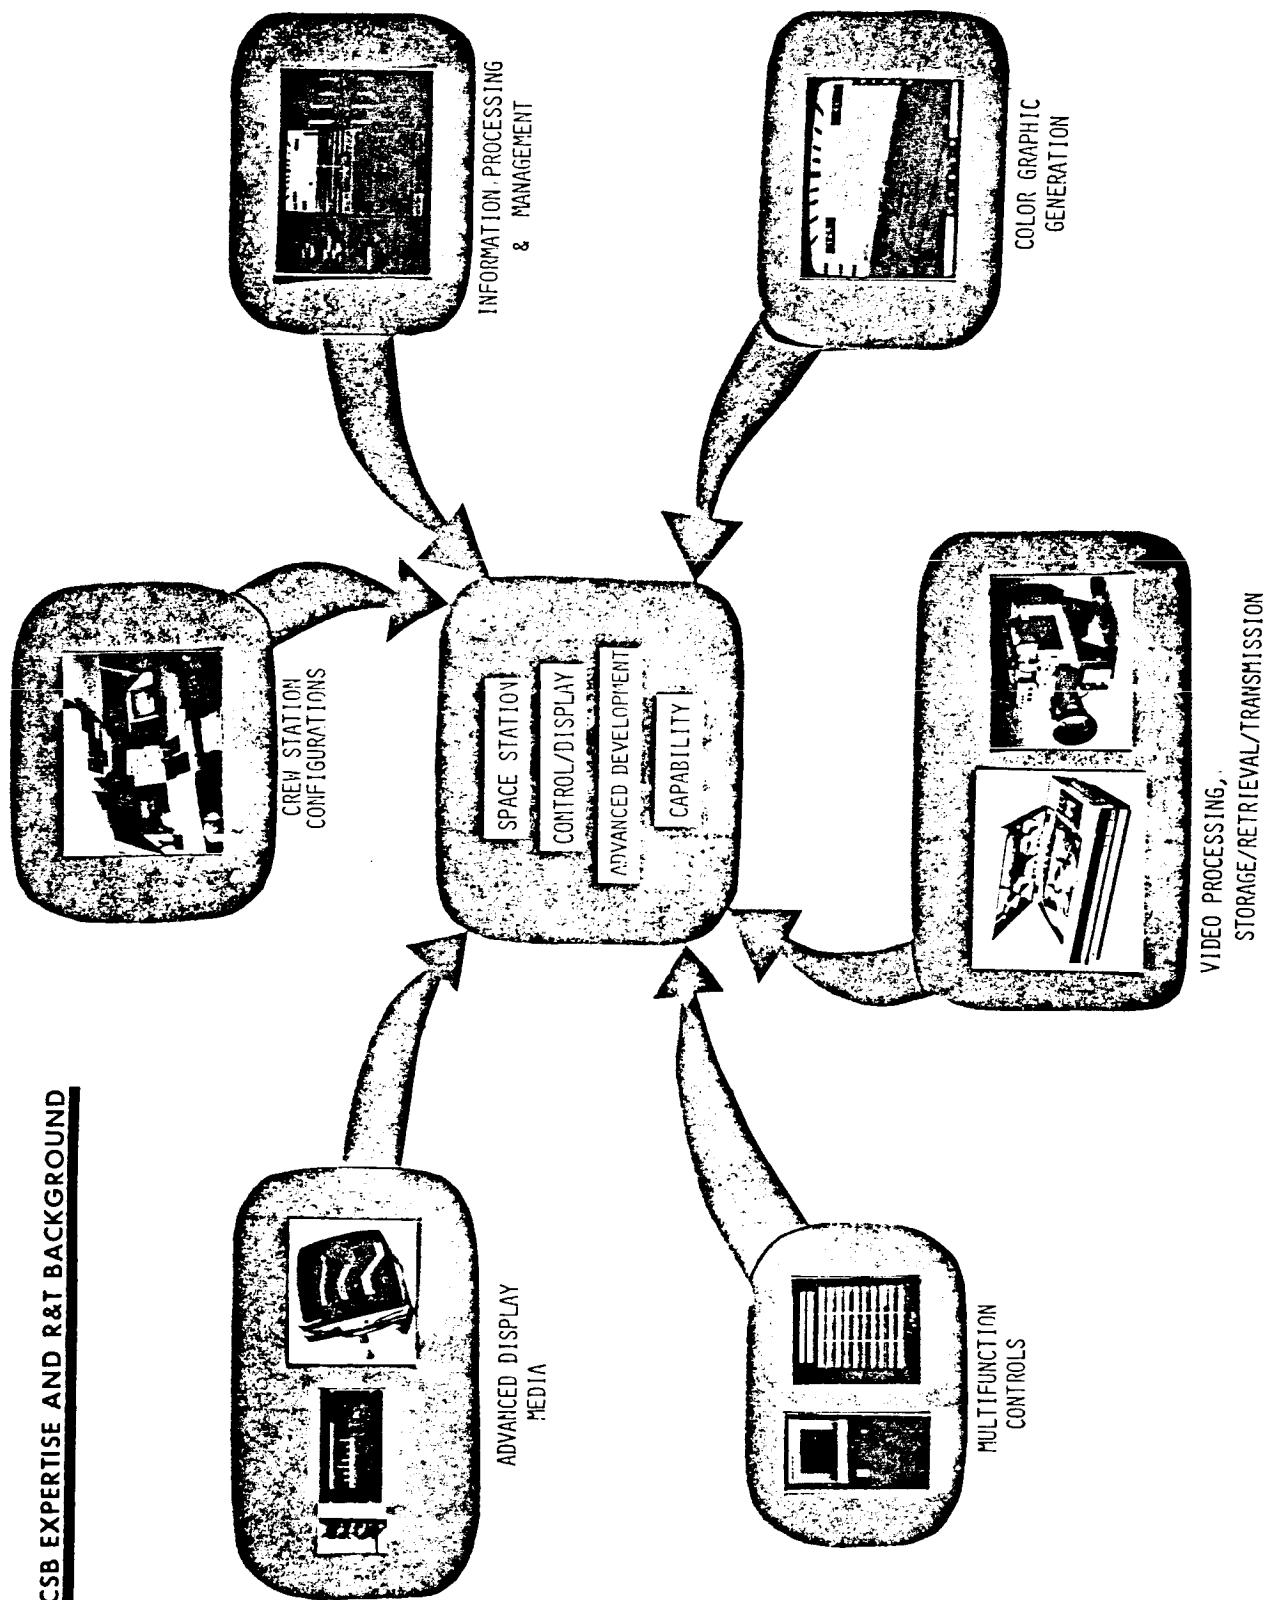 CSB EXPERTISE AND R&T BACKGROUND
CREW STATION
CONFIGURATIONS
ADVANCED DISPLAY
MEDIA
INFORMATION PROCESSING
& MANAGEMENT
SPACE STATION
CONTROL/DISPLAY
ADVANCED DEVELOPMENT
CAPABILITY
MULTIFUNCTION
CONTROLS
COLOR GRAPHIC
GENERATION
VIDEO PROCESSING,
STORAGE/RETRIEVAL/TRANSMISSION